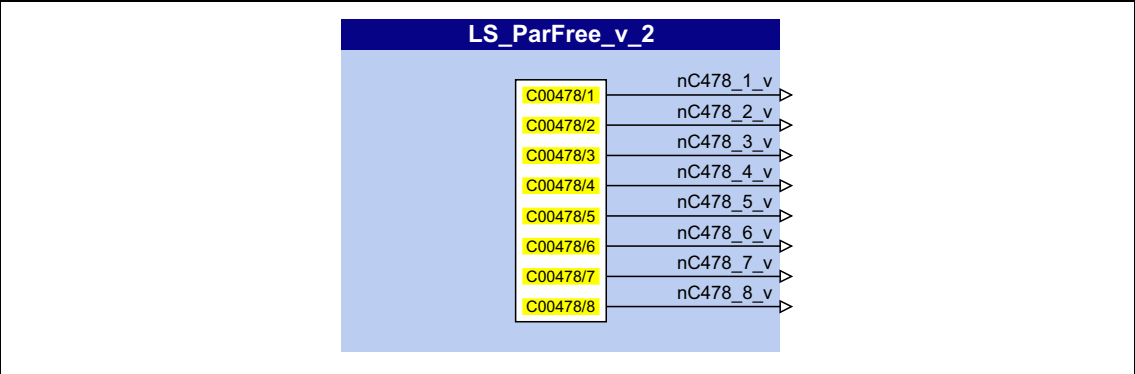 LS_ParFree_v_2
C00478/1 nC478_1_v
C00478/2 nC478_2_v
C00478/3 nC478_3_v
C00478/4 nC478_4_v
C00478/5 nC478_5_v
C00478/6 nC478_6_v
C00478/7 nC478_7_v
C00478/8 nC478_8_v